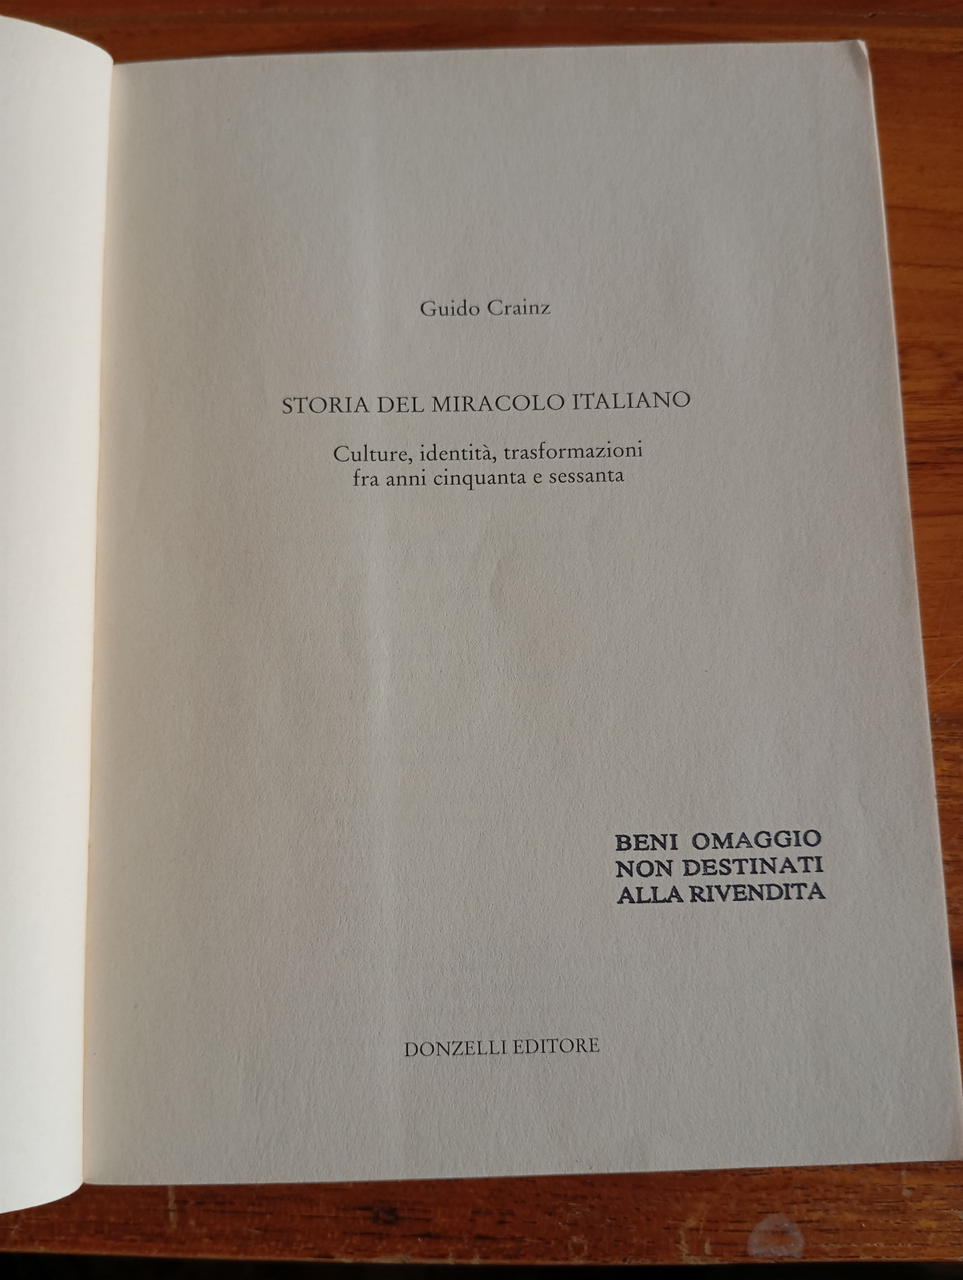 Guido Crainz
STORIA DEL MIRACOLO ITALIANO
Culture, identità, trasformazioni
fra anni cinquanta e sessanta
BENI OMAGGIO
NON DESTINATI
ALLA RIVENDITA
DONZELLI EDITORE